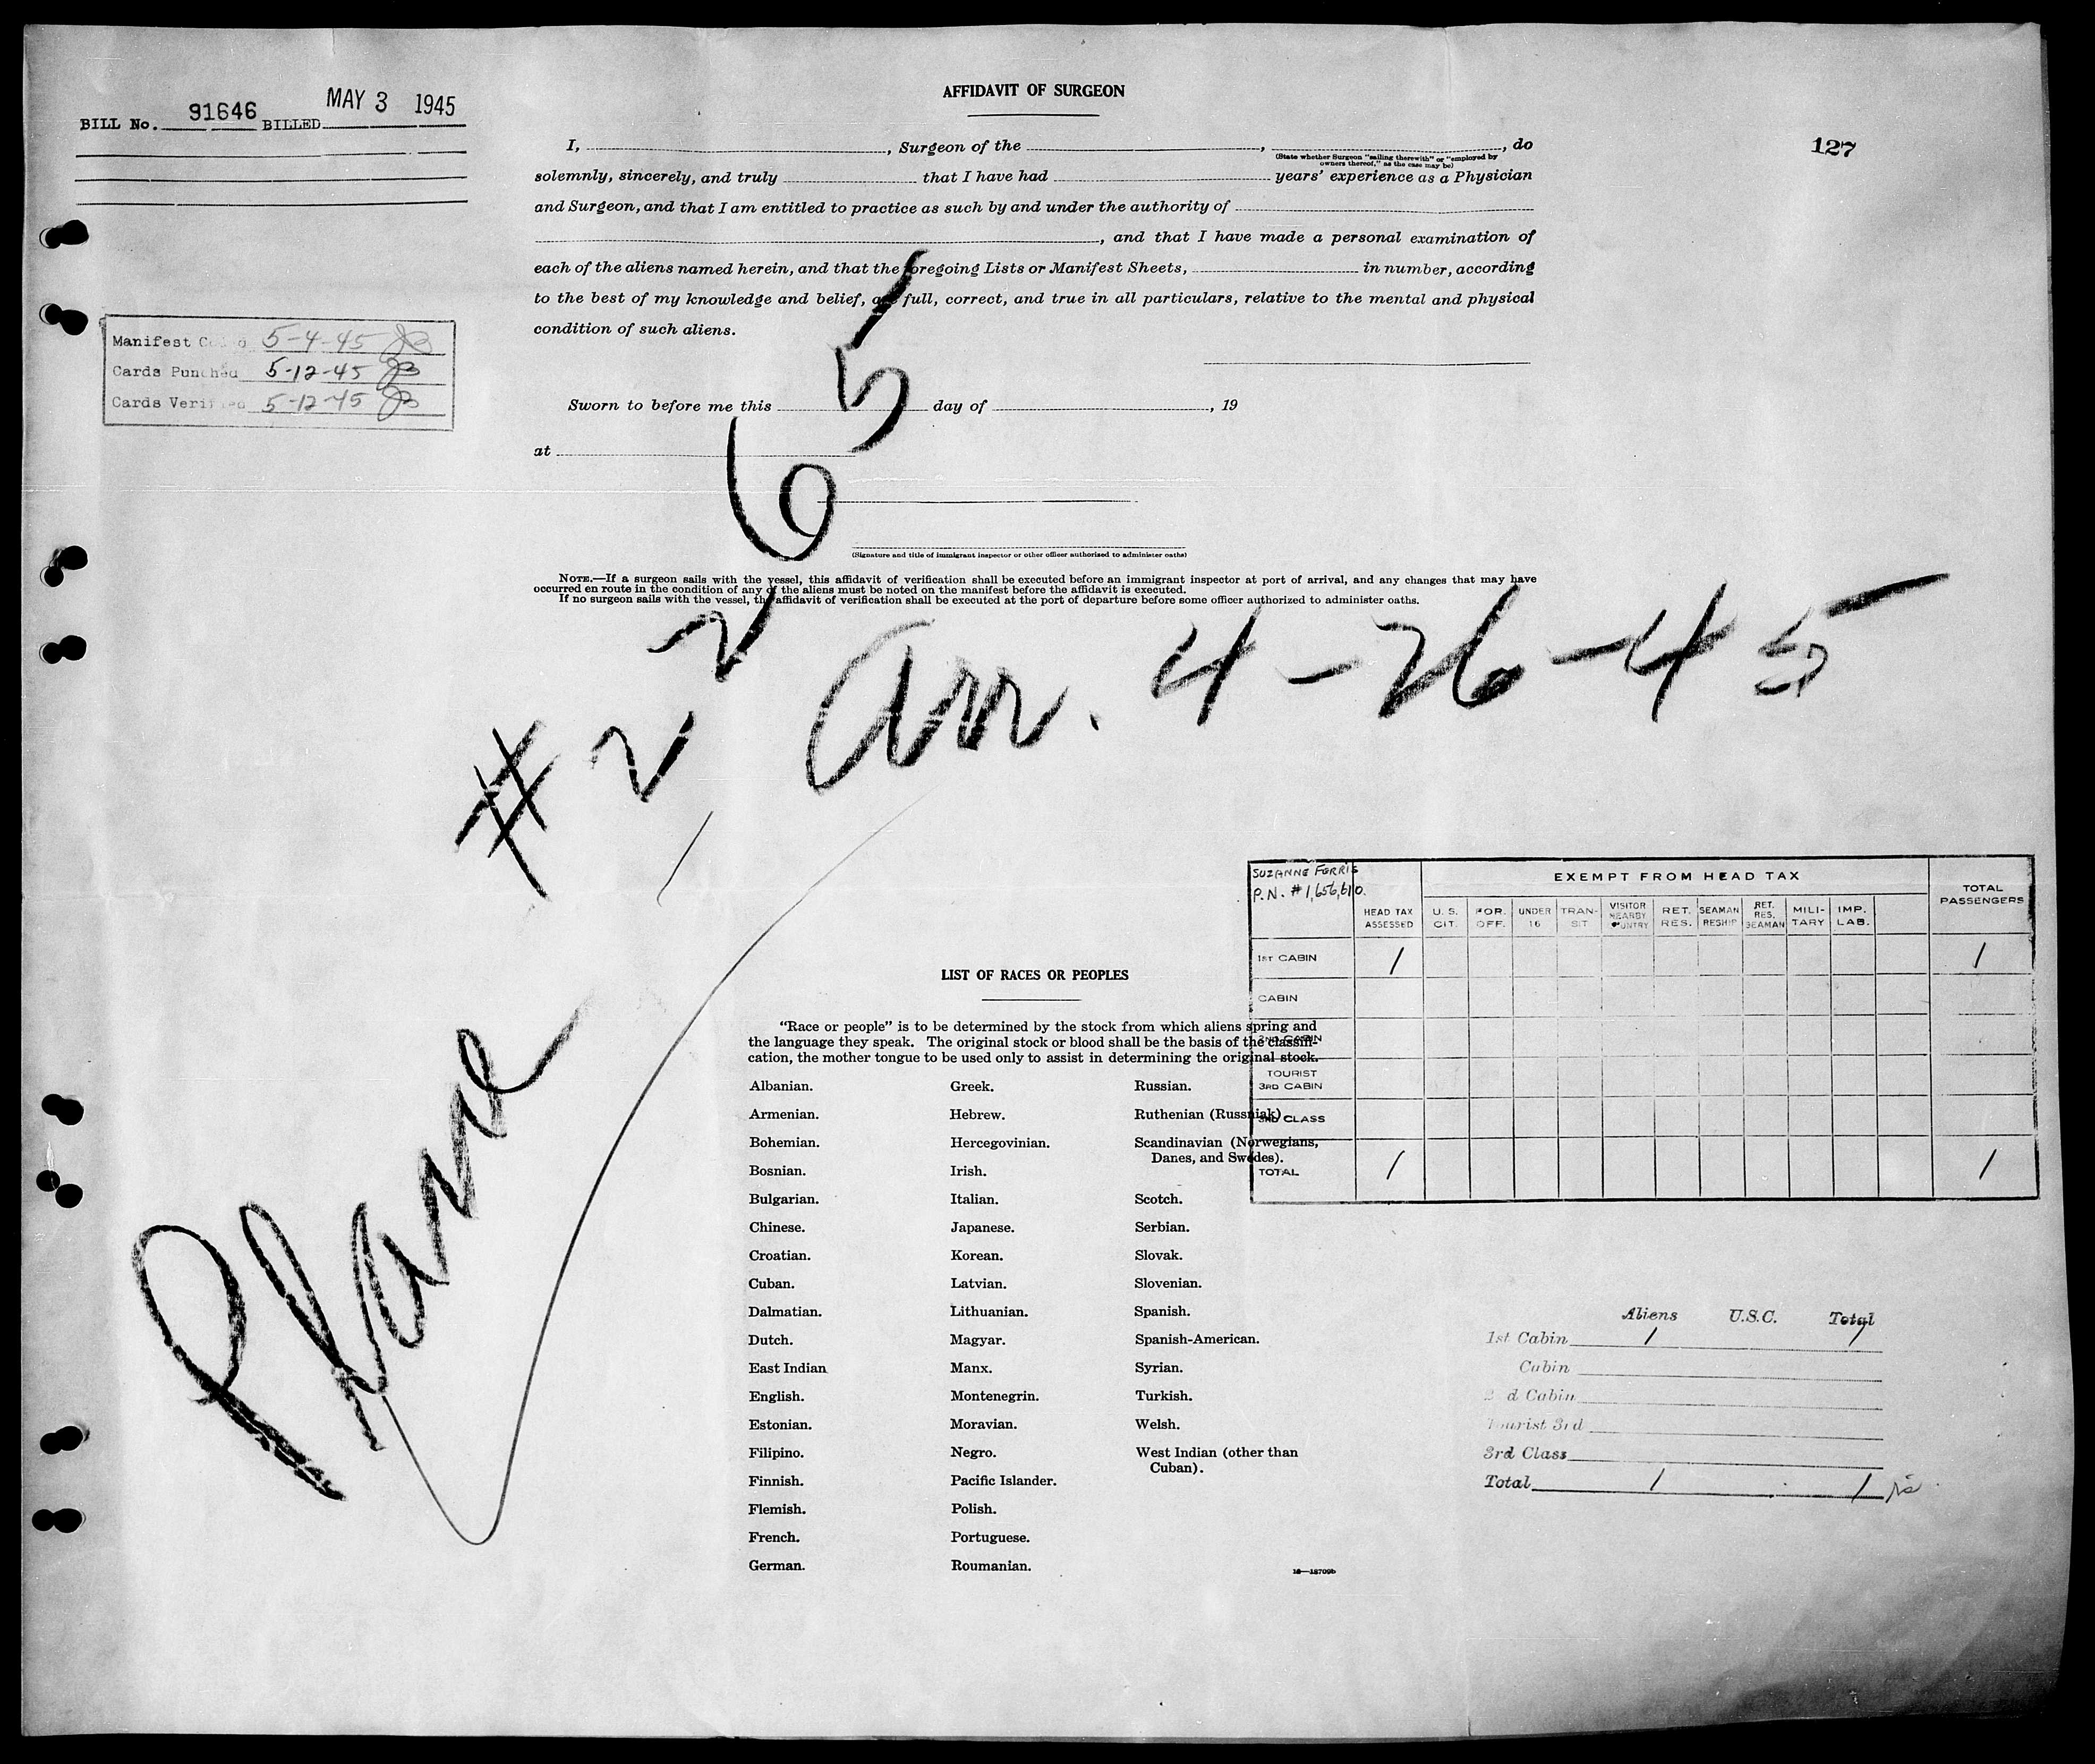 BILL No. 91646 BILLED MAY 3 1945
AFFIDAVIT OF SURGEON
127
I, , Surgeon of the , , do
(State whether Surgeon "sailing therewith" or "employed by
owners thereof," as the case may be)
solemnly, sincerely, and truly that I have had years' experience as a Physician
and Surgeon, and that I am entitled to practice as such by and under the authority of
, and that I have made a personal examination of
each of the aliens named herein, and that the foregoing Lists or Manifest Sheets, in number, according
to the best of my knowledge and belief, are full, correct, and true in all particulars, relative to the mental and physical
condition of such aliens.
Manifest 5-4-45
Cards Punched 5-12-45
Cards Verified 5-12-45
Sworn to before me this day of , 19
at
(Signature and title of immigrant inspector or other officer authorized to administer oaths)
NOTE.—If a surgeon sails with the vessel, this affidavit of verification shall be executed before an immigrant inspector at port of arrival, and any changes that may have
occurred en route in the condition of any of the aliens must be noted on the manifest before the affidavit is executed.
If no surgeon sails with the vessel, the affidavit of verification shall be executed at the port of departure before some officer authorized to administer oaths.
Plane # 2265
Arr. 4-26-45
SUZANNE FERRIS
P.N. #1,656,610.
EXEMPT FROM HEAD TAX
HEAD TAX ASSESSED U.S. CIT. FOR. OFF. UNDER 16 TRANSIT VISITOR NEARBY COUNTRY RET. RES. SEAMAN RESHIP RET. RES. SEAMAN MILITARY IMP. LAB. TOTAL PASSENGERS
1ST CABIN 1 1
CABIN
2ND CABIN
TOURIST
3RD CABIN
3RD CLASS
TOTAL 1 1
LIST OF RACES OR PEOPLES
"Race or people" is to be determined by the stock from which aliens spring and
the language they speak. The original stock or blood shall be the basis of the classifi-
cation, the mother tongue to be used only to assist in determining the original stock.
Albanian. Greek. Russian.
Armenian. Hebrew. Ruthenian (Russniak).
Bohemian. Hercegovinian. Scandinavian (Norwegians,
Danes, and Swedes).
Bosnian. Irish.
Bulgarian. Italian. Scotch.
Chinese. Japanese. Serbian.
Croatian. Korean. Slovak.
Cuban. Latvian. Slovenian.
Dalmatian. Lithuanian. Spanish.
Dutch. Magyar. Spanish-American.
East Indian Manx. Syrian.
English. Montenegrin. Turkish.
Estonian. Moravian. Welsh.
Filipino. Negro. West Indian (other than
Cuban).
Finnish. Pacific Islander.
Flemish. Polish.
French. Portuguese.
German. Roumanian.
16—18709b
Aliens U.S.C. Total
1st Cabin 1 1
Cabin
2nd Cabin
Tourist 3rd
3rd Class
Total 1 1